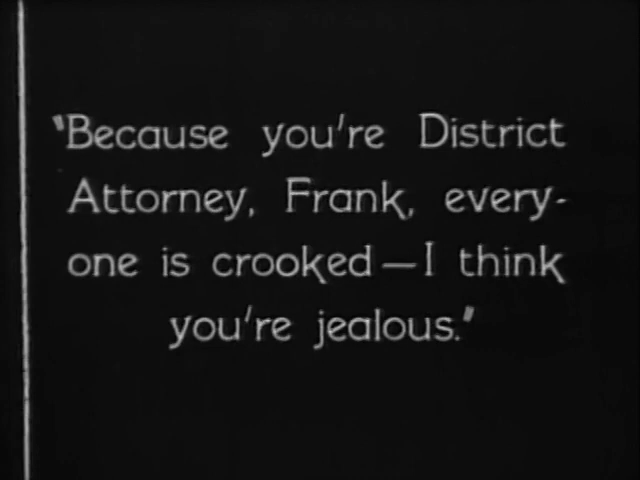 "Because you're District
Attorney, Frank, every-
one is crooked—I think
you're jealous."